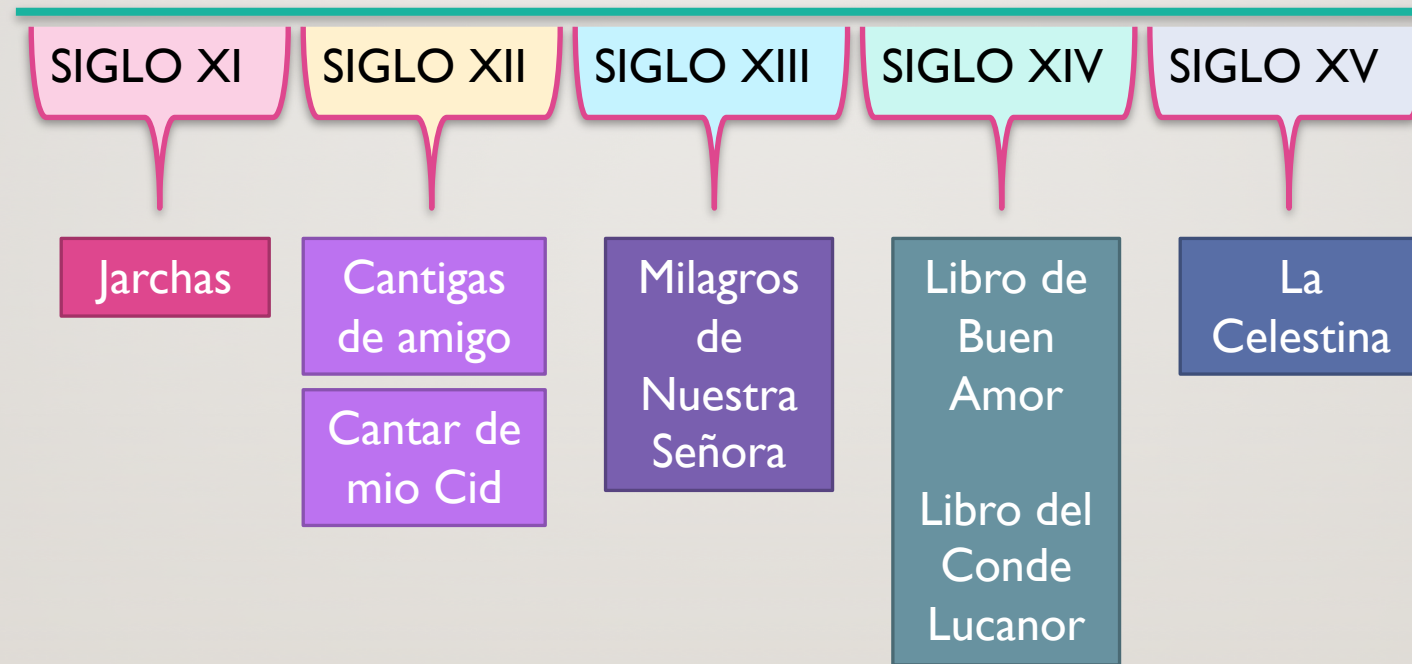 SIGLO XI
SIGLO XII
SIGLO XIII
SIGLO XIV
SIGLO XV
Jarchas
Cantigas
de amigo
Cantar de
mio Cid
Milagros
de
Nuestra
Señora
Libro de
Buen
Amor
Libro del
Conde
Lucanor
La
Celestina